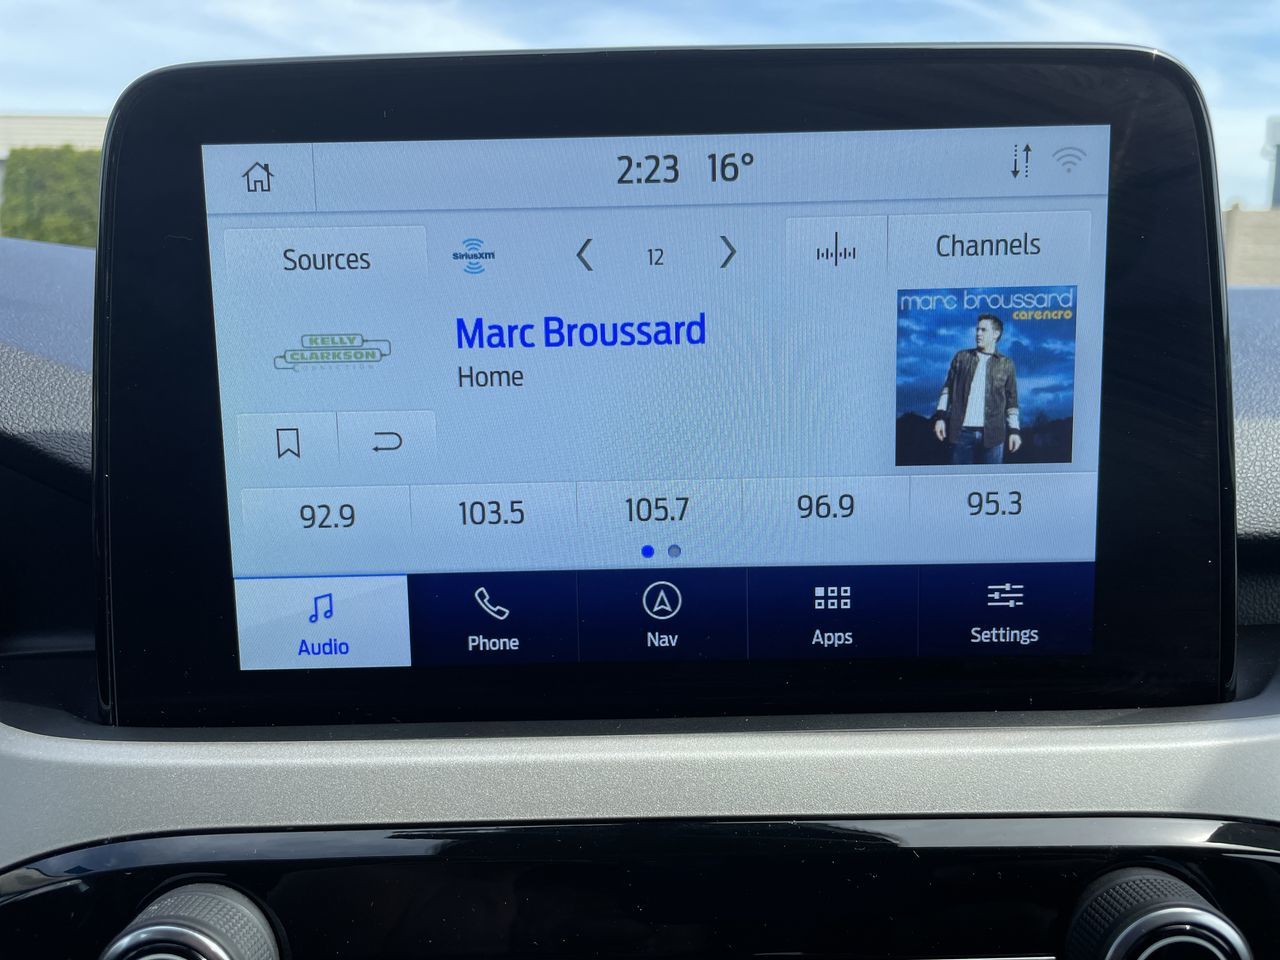 2:23 16°
Sources
SiriusXM
12
Channels
KELLY
CLARKSON
CONNECTION
Marc Broussard
Home
marc broussard
carencro
92.9 103.5 105.7 96.9 95.3
Audio Phone Nav Apps Settings